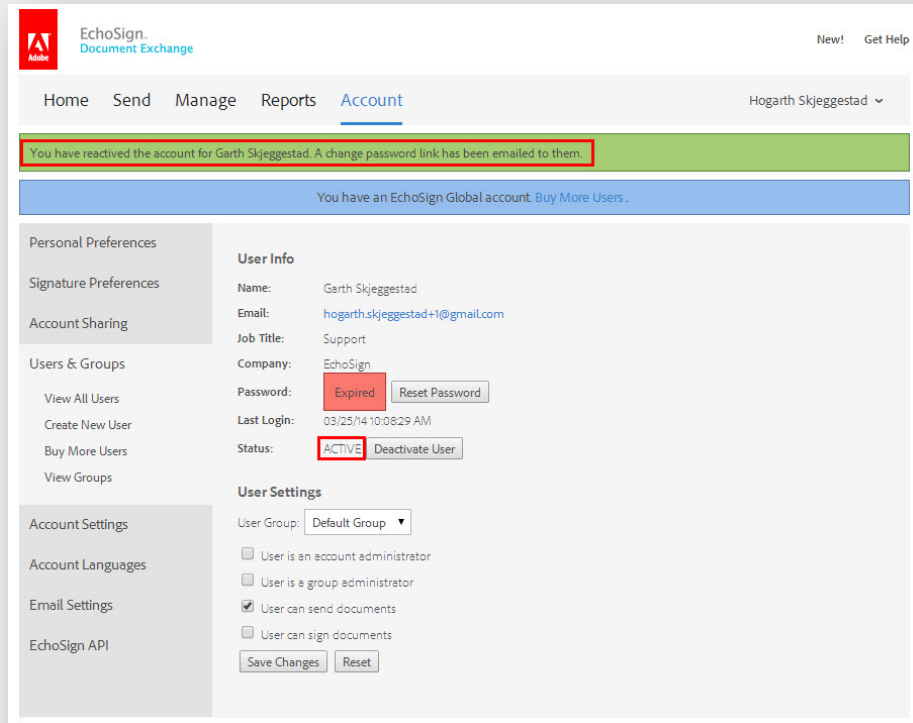 Adobe
EchoSign.
Document Exchange
New! Get Help
Home Send Manage Reports Account
Hogarth Skjeggestad
You have reactived the account for Garth Skjeggestad. A change password link has been emailed to them.
You have an EchoSign Global account. Buy More Users .
Personal Preferences
Signature Preferences
Account Sharing
Users & Groups
View All Users
Create New User
Buy More Users
View Groups
Account Settings
Account Languages
Email Settings
EchoSign API
User Info
Name: Garth Skjeggestad
Email: hogarth.skjeggestad+1@gmail.com
Job Title: Support
Company: EchoSign
Password: Expired Reset Password
Last Login: 03/25/14 10:08:29 AM
Status: ACTIVE Deactivate User
User Settings
User Group: Default Group
User is an account administrator
User is a group administrator
User can send documents
User can sign documents
Save Changes Reset